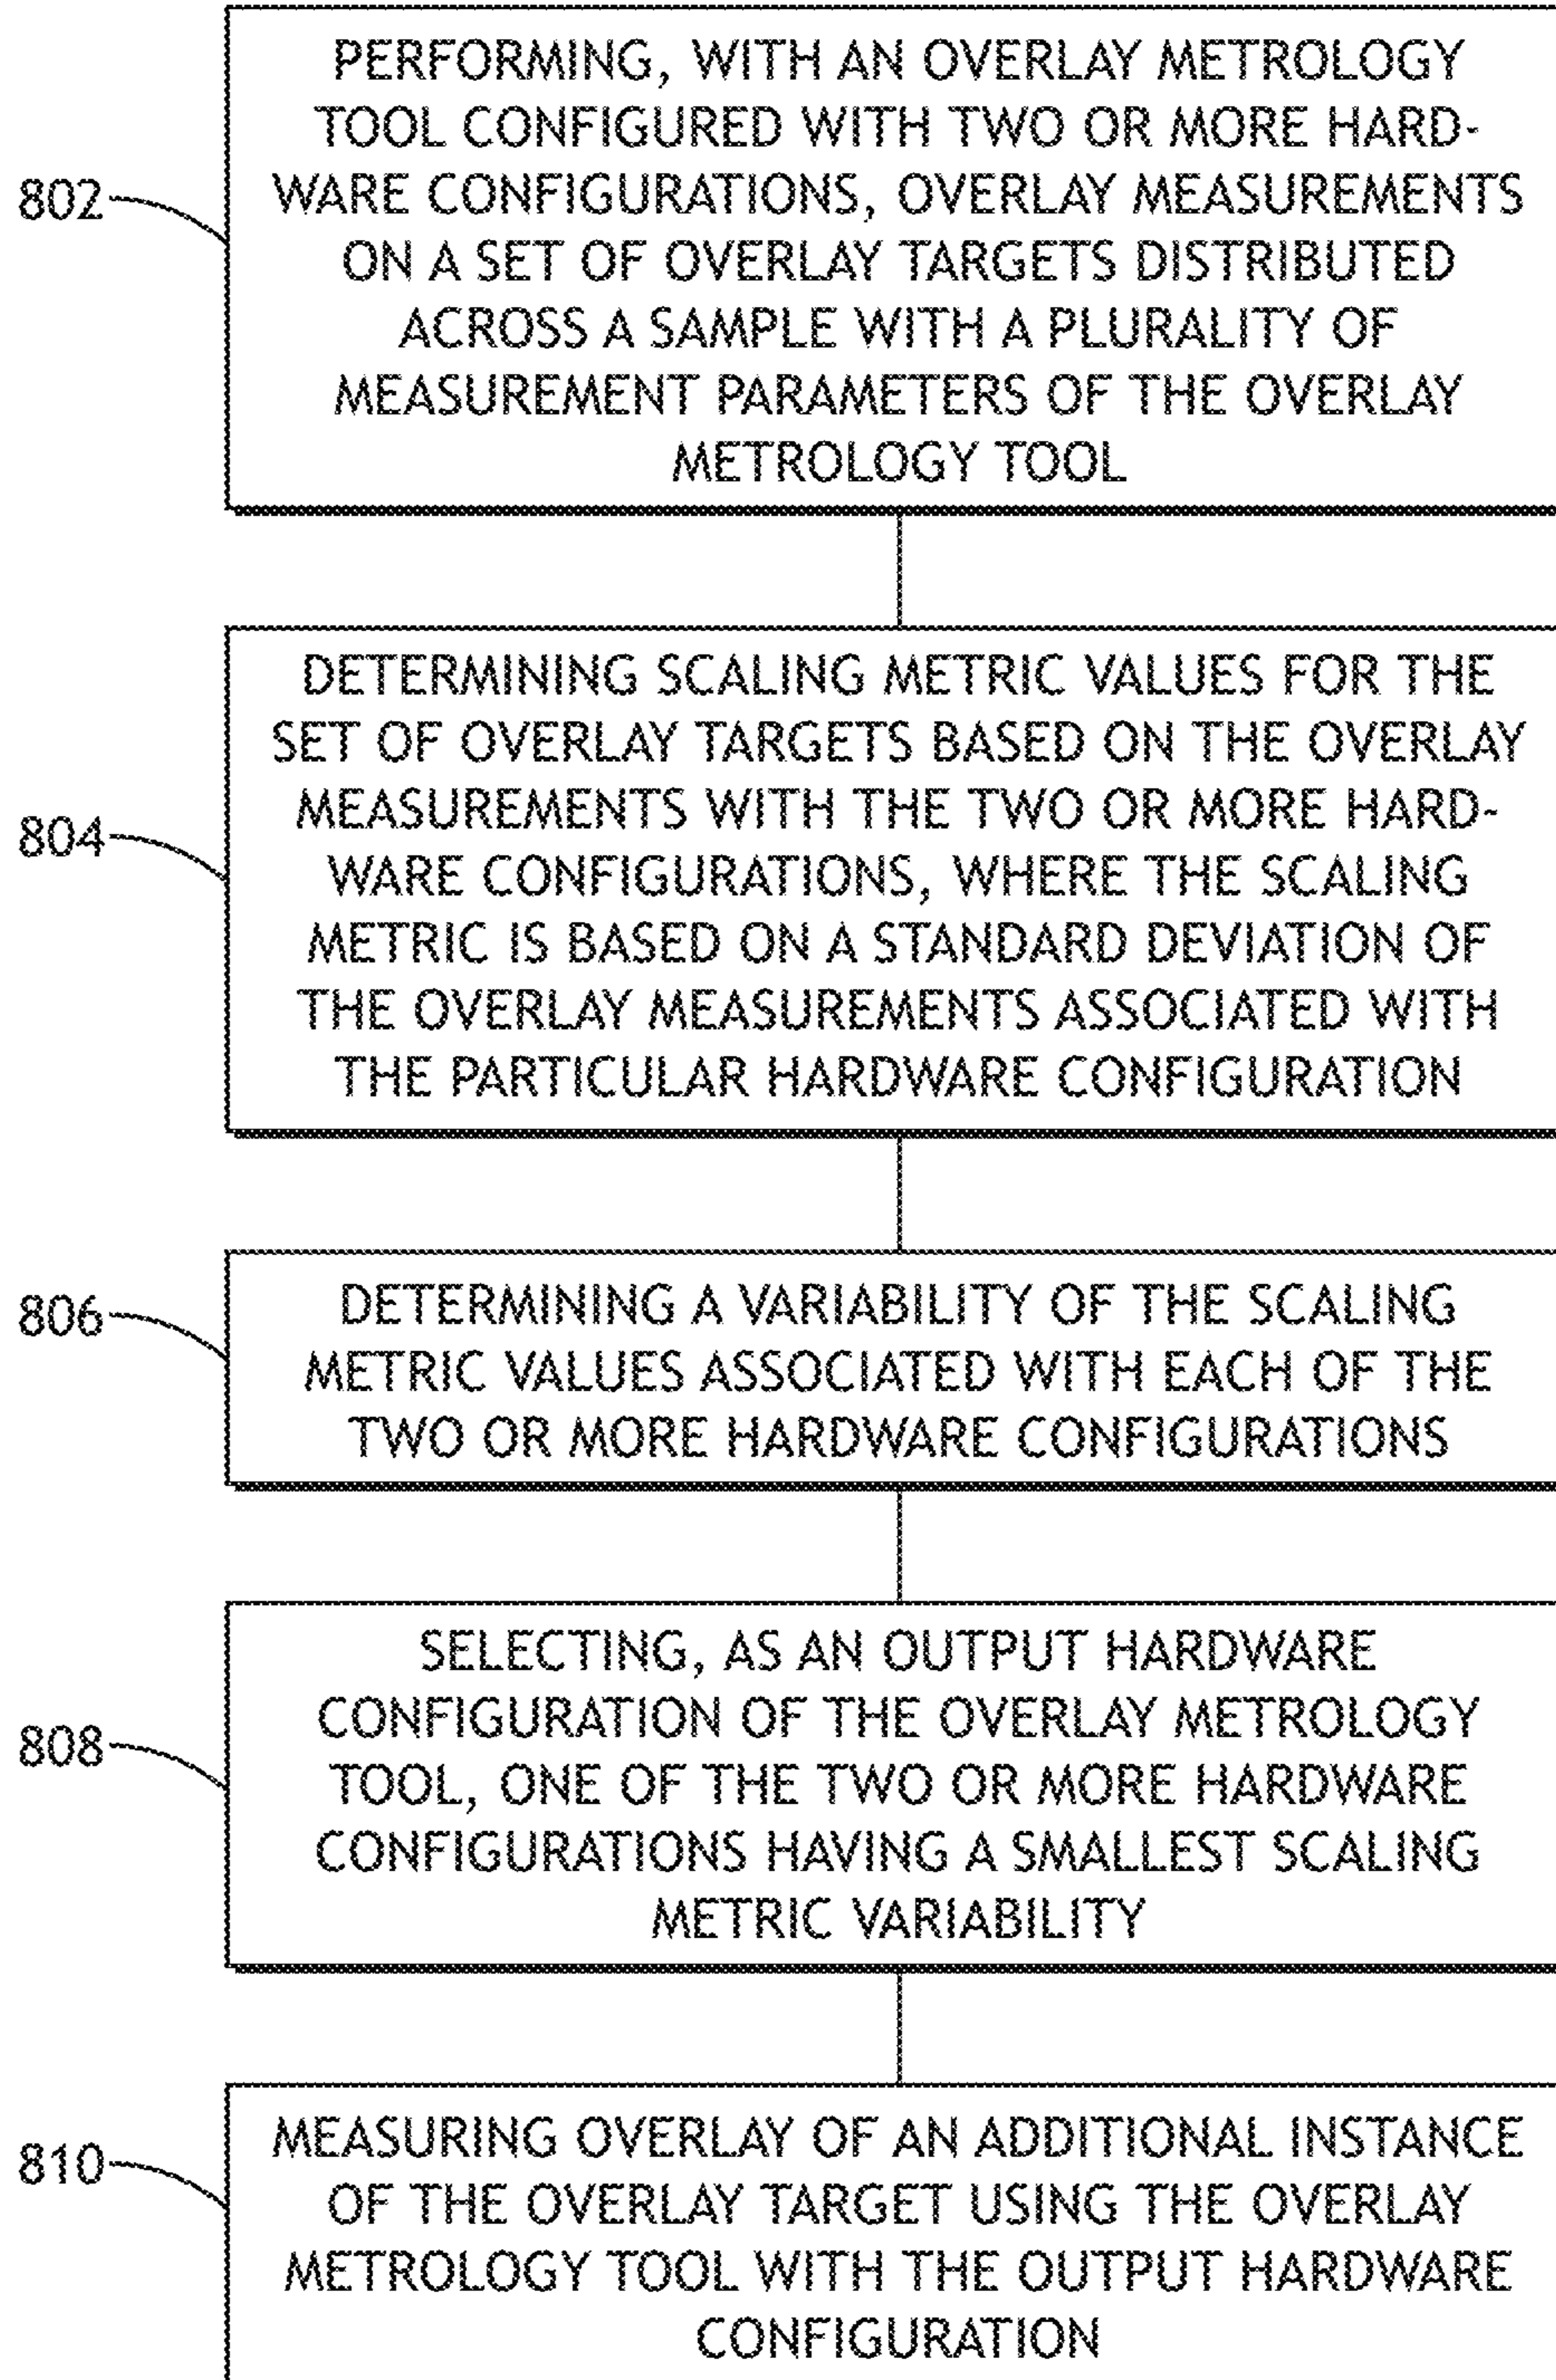 PERFORMING, WITH AN OVERLAY METROLOGY
TOOL CONFIGURED WITH TWO OR MORE HARD-
802
WARE CONFIGURATIONS, OVERLAY MEASUREMENTS
ON A SET OF OVERLAY TARGETS DISTRIBUTED
ACROSS A SAMPLE WITH A PLURALITY OF
MEASUREMENT PARAMETERS OF THE OVERLAY
METROLOGY TOOL
DETERMINING SCALING METRIC VALUES FOR THE
SET OF OVERLAY TARGETS BASED ON THE OVERLAY
MEASUREMENTS WITH THE TWO OR MORE HARD-
804
WARE CONFIGURATIONS, WHERE THE SCALING
METRIC IS BASED ON A STANDARD DEVIATION OF
THE OVERLAY MEASUREMENTS ASSOCIATED WITH
THE PARTICULAR HARDWARE CONFIGURATION
806
DETERMINING A VARIABILITY OF THE SCALING
METRIC VALUES ASSOCIATED WITH EACH OF THE
TWO OR MORE HARDWARE CONFIGURATIONS
SELECTING, AS AN OUTPUT HARDWARE
CONFIGURATION OF THE OVERLAY METROLOGY
808
TOOL, ONE OF THE TWO OR MORE HARDWARE
CONFIGURATIONS HAVING A SMALLEST SCALING
METRIC VARIABILITY
810
MEASURING OVERLAY OF AN ADDITIONAL INSTANCE
OF THE OVERLAY TARGET USING THE OVERLAY
METROLOGY TOOL WITH THE OUTPUT HARDWARE
CONFIGURATION